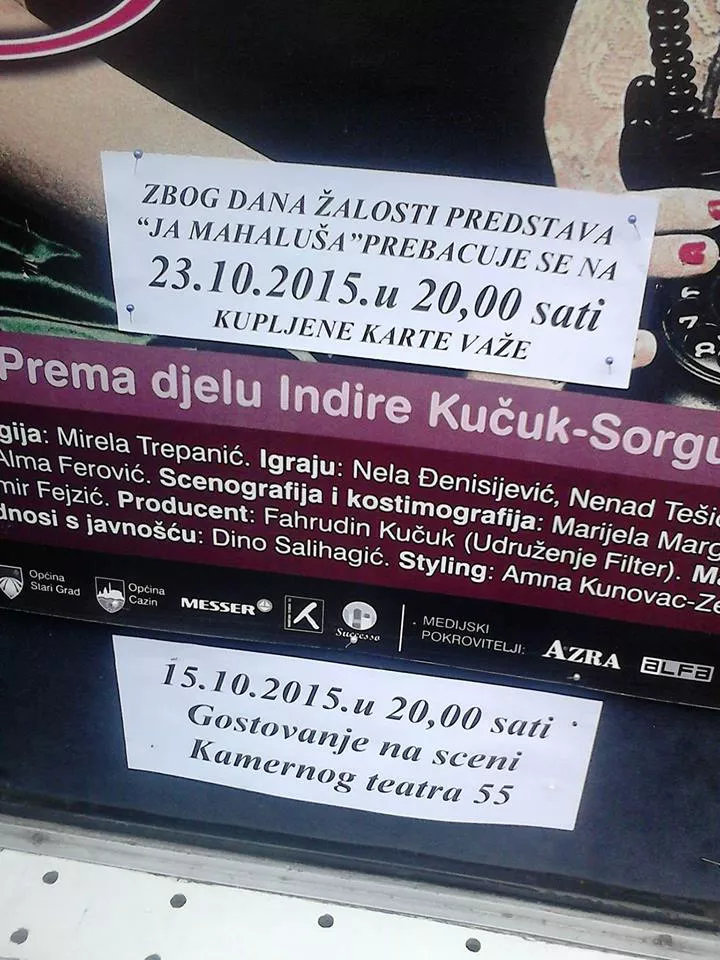 ZBOG DANA ŽALOSTI PREDSTAVA
“JA MAHALUŠA”PREBACUJE SE NA
23.10.2015.u 20,00 sati
KUPLJENE KARTE VAŽE
Prema djelu Indire Kučuk-Sorgu
gija: Mirela Trepanić. Igraju: Nela Đenisijević, Nenad Tešić
Alma Ferović. Scenografija i kostimografija: Marijela Marg
mir Fejzić. Producent: Fahrudin Kučuk (Udruženje Filter). M
dnosi s javnošću: Dino Salihagić. Styling: Amna Kunovac-Ze
Općina
Stari Grad
Općina
Cazin
MESSER
Successo
MEDIJSKI
POKROVITELJI:
AZRA
ALFA
15.10.2015.u 20,00 sati
Gostovanje na sceni
Kamernog teatra 55